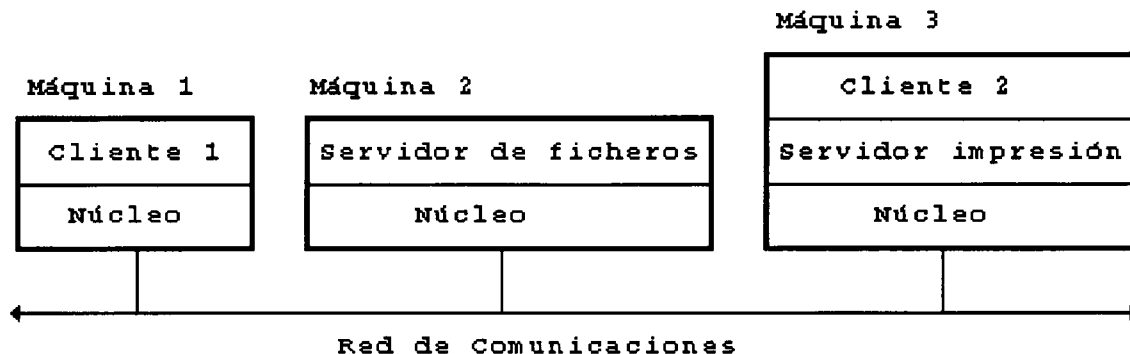 Máquina 3
Máquina 1
Máquina 2
Cliente 2
Cliente 1
Servidor de ficheros
Servidor impresión
Núcleo
Núcleo
Núcleo
Red de Comunicaciones